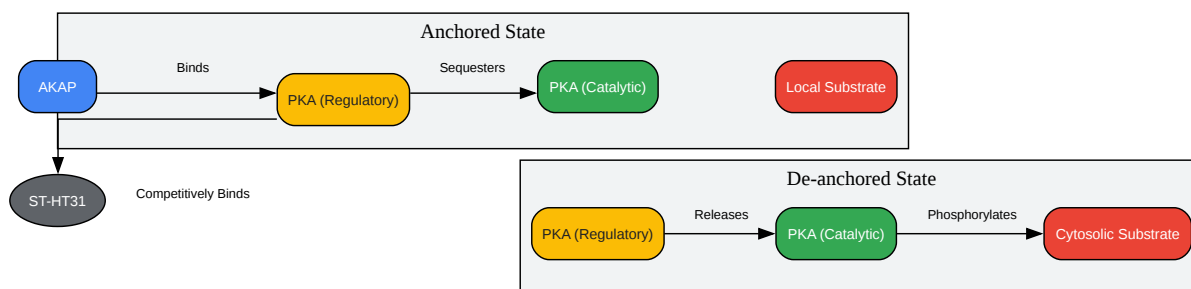 Anchored State
Binds
Sequesters
AKAP
PKA (Regulatory)
PKA (Catalytic)
Local Substrate
ST-HT31
Competitively Binds
De-anchored State
Releases
Phosphorylates
PKA (Regulatory)
PKA (Catalytic)
Cytosolic Substrate